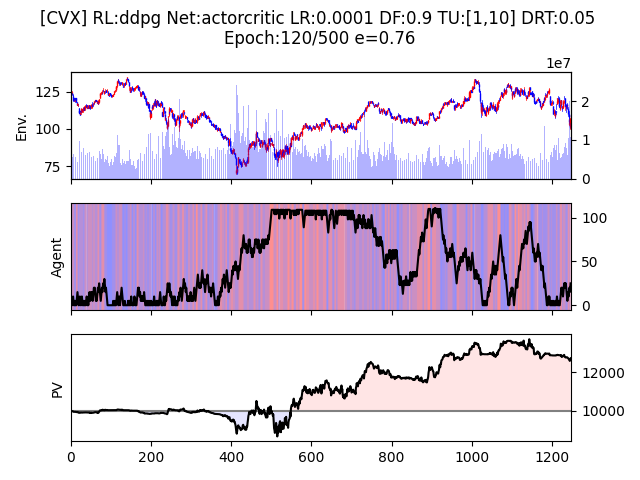 [CVX] RL:ddpg Net:actorcritic LR:0.0001 DF:0.9 TU:[1,10] DRT:0.05
Epoch:120/500 e=0.76
1e7
125
100
75
Env.
2
1
0
Agent
100
50
0
PV
12000
10000
0 200 400 600 800 1000 1200